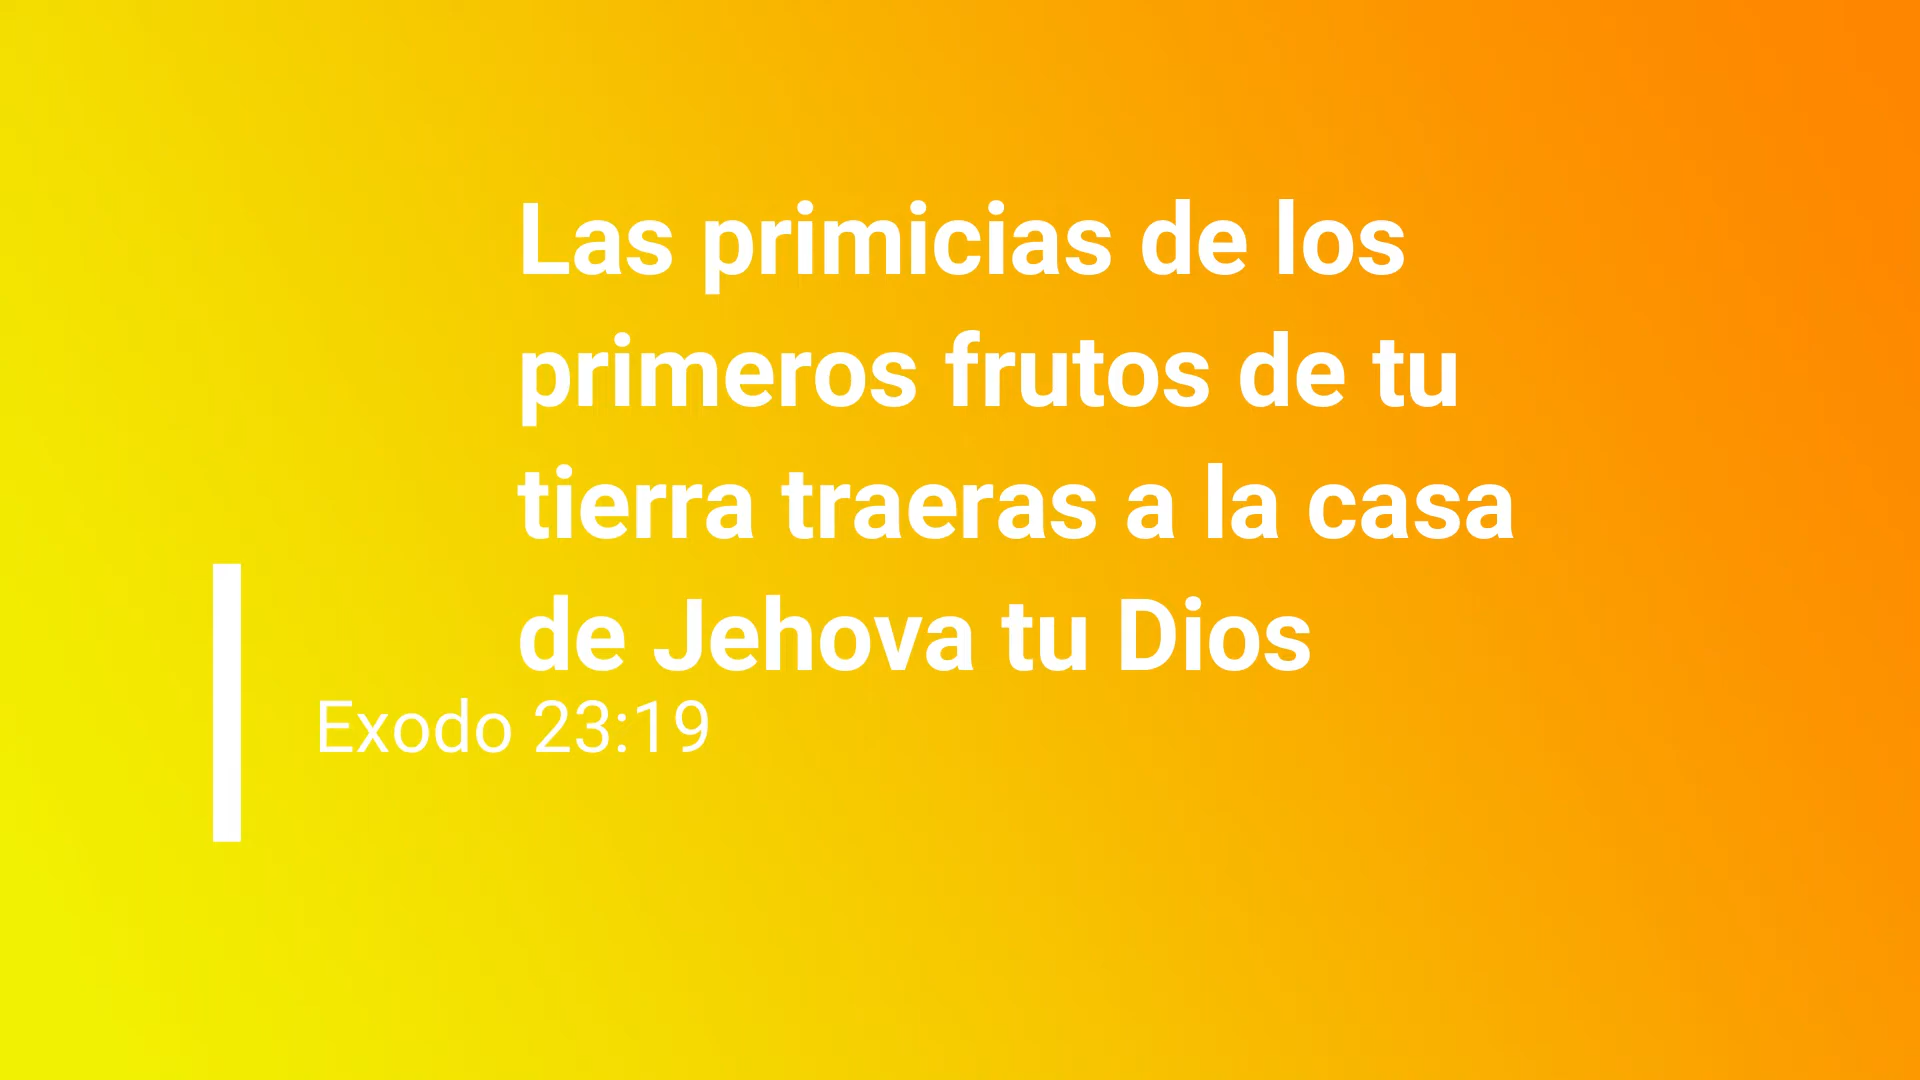 Las primicias de los
primeros frutos de tu
tierra traeras a la casa
de Jehova tu Dios
Exodo 23:19